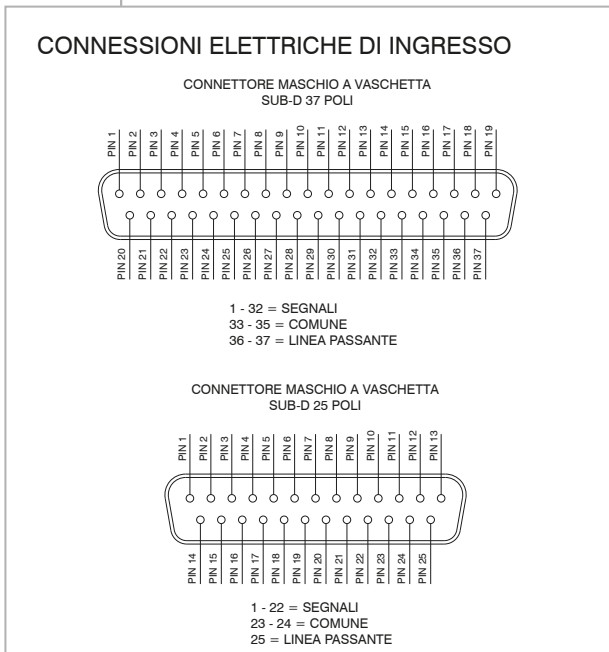 CONNESSIONI ELETTRICHE DI INGRESSO
CONNETTORE MASCHIO A VASCHETTA
SUB-D 37 POLI
PIN 1 PIN 2 PIN 3 PIN 4 PIN 5 PIN 6 PIN 7 PIN 8 PIN 9 PIN 10 PIN 11 PIN 12 PIN 13 PIN 14 PIN 15 PIN 16 PIN 17 PIN 18 PIN 19
PIN 20 PIN 21 PIN 22 PIN 23 PIN 24 PIN 25 PIN 26 PIN 27 PIN 28 PIN 29 PIN 30 PIN 31 PIN 32 PIN 33 PIN 34 PIN 35 PIN 36 PIN 37
1 - 32 = SEGNALI
33 - 35 = COMUNE
36 - 37 = LINEA PASSANTE
CONNETTORE MASCHIO A VASCHETTA
SUB-D 25 POLI
PIN 1 PIN 2 PIN 3 PIN 4 PIN 5 PIN 6 PIN 7 PIN 8 PIN 9 PIN 10 PIN 11 PIN 12 PIN 13
PIN 14 PIN 15 PIN 16 PIN 17 PIN 18 PIN 19 PIN 20 PIN 21 PIN 22 PIN 23 PIN 24 PIN 25
1 - 22 = SEGNALI
23 - 24 = COMUNE
25 = LINEA PASSANTE